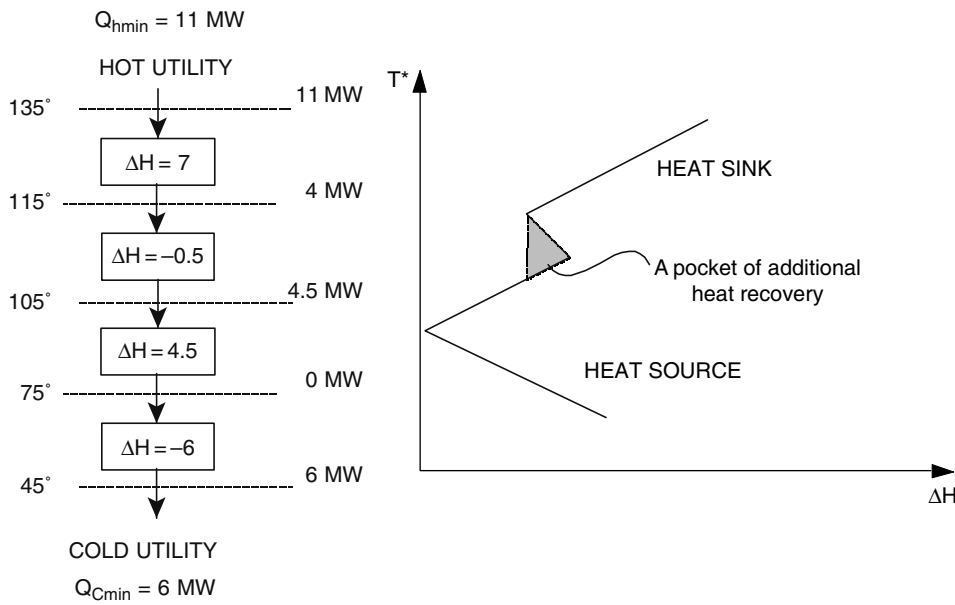 Qhmin = 11 MW
HOT UTILITY
135°
11 MW
ΔH = 7
115°
4 MW
ΔH = –0.5
105°
4.5 MW
ΔH = 4.5
75°
0 MW
ΔH = –6
45°
6 MW
COLD UTILITY
QCmin = 6 MW
T*
HEAT SINK
A pocket of additional
heat recovery
HEAT SOURCE
ΔH